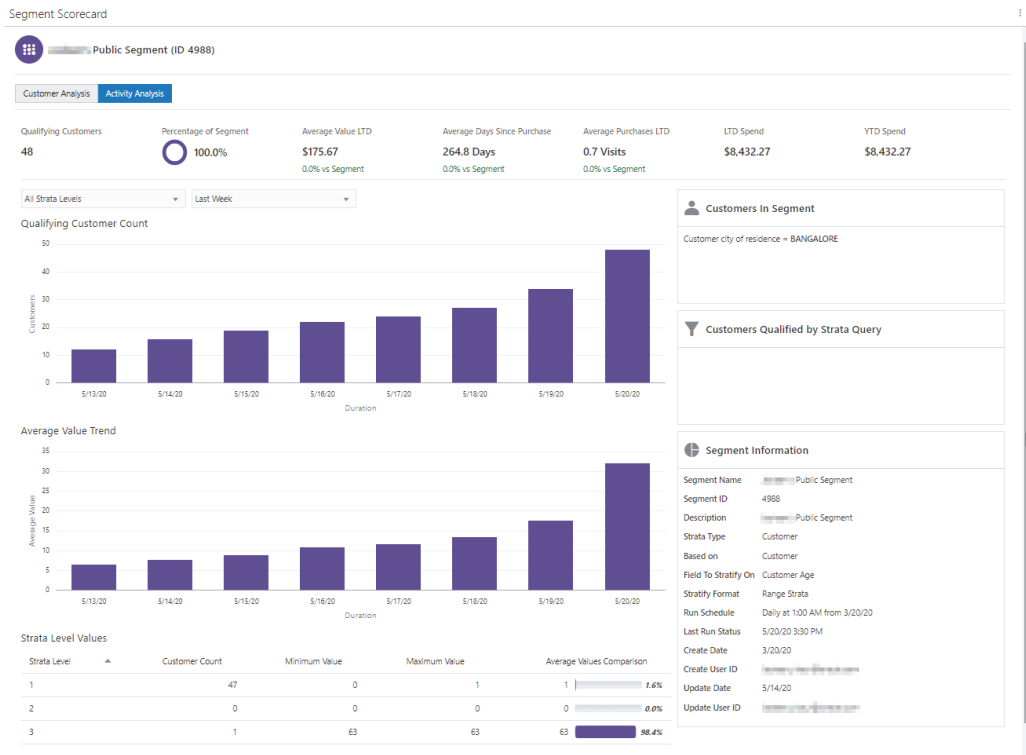 Segment Scorecard
Public Segment (ID 4988)
Customer Analysis Activity Analysis
Qualifying Customers Percentage of Segment Average Value LTD Average Days Since Purchase Average Purchases LTD LTD Spend YTD Spend
48 100.0% $175.67 264.8 Days 0.7 Visits $8,432.27 $8,432.27
0.0% vs Segment 0.0% vs Segment 0.0% vs Segment
All Strata Levels Last Week
Qualifying Customer Count
50
40
30
20
10
0
Customers
5/13/20 5/14/20 5/15/20 5/16/20 5/17/20 5/18/20 5/19/20 5/20/20
Duration
Average Value Trend
35
30
25
20
15
10
5
0
Average Value
5/13/20 5/14/20 5/15/20 5/16/20 5/17/20 5/18/20 5/19/20 5/20/20
Duration
Strata Level Values
Strata Level Customer Count Minimum Value Maximum Value Average Values Comparison
1 47 0 1 1 1.6%
2 0 0 0 0 0.0%
3 1 63 63 63 98.4%
Customers In Segment
Customer city of residence = BANGALORE
Customers Qualified by Strata Query
Segment Information
Segment Name Public Segment
Segment ID 4988
Description Public Segment
Strata Type Customer
Based on Customer
Field To Stratify On Customer Age
Stratify Format Range Strata
Run Schedule Daily at 1:00 AM from 3/20/20
Last Run Status 5/20/20 3:30 PM
Create Date 3/20/20
Create User ID
Update Date 5/14/20
Update User ID